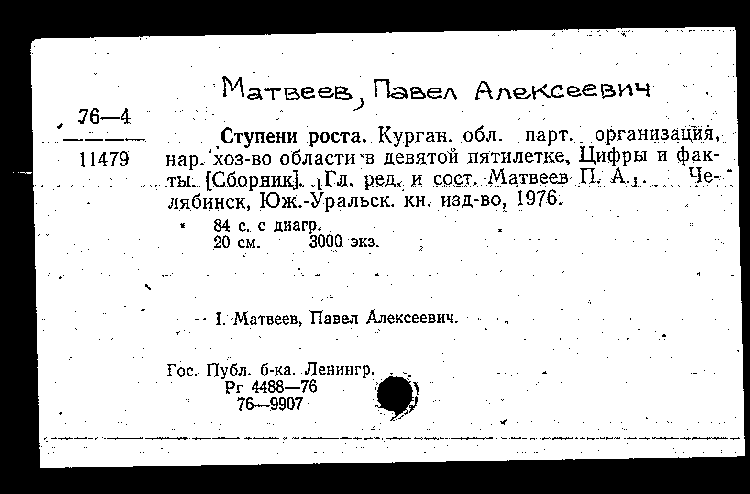 Матвеев, Павел Алексеевич
76—4
11479
Ступени роста. Курган. обл. парт. организация,
нар. хоз-во области в девятой пятилетке, Цифры и фак-
ты. [Сборник]. [Гл. ред. и сост. Матвеев П. А.]. Че-
лябинск, Юж.-Уральск. кн. изд-во, 1976.
84 с. с диагр.
20 см. 3000 экз.
I. Матвеев, Павел Алексеевич.
Гос. Публ. б-ка. Ленингр.
Рг 4488—76
76—9907